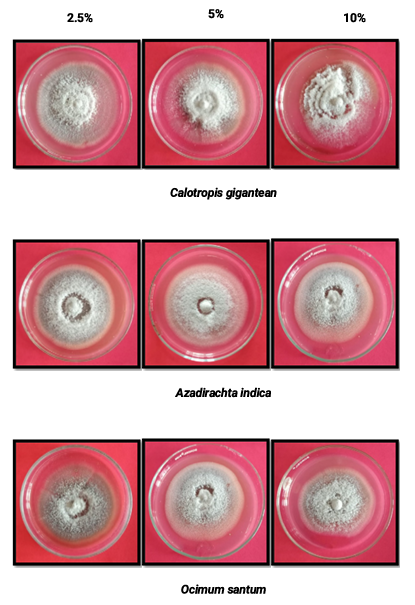 2.5% 5% 10%
Calotropis gigantean
Azadirachta indica
Ocimum santum